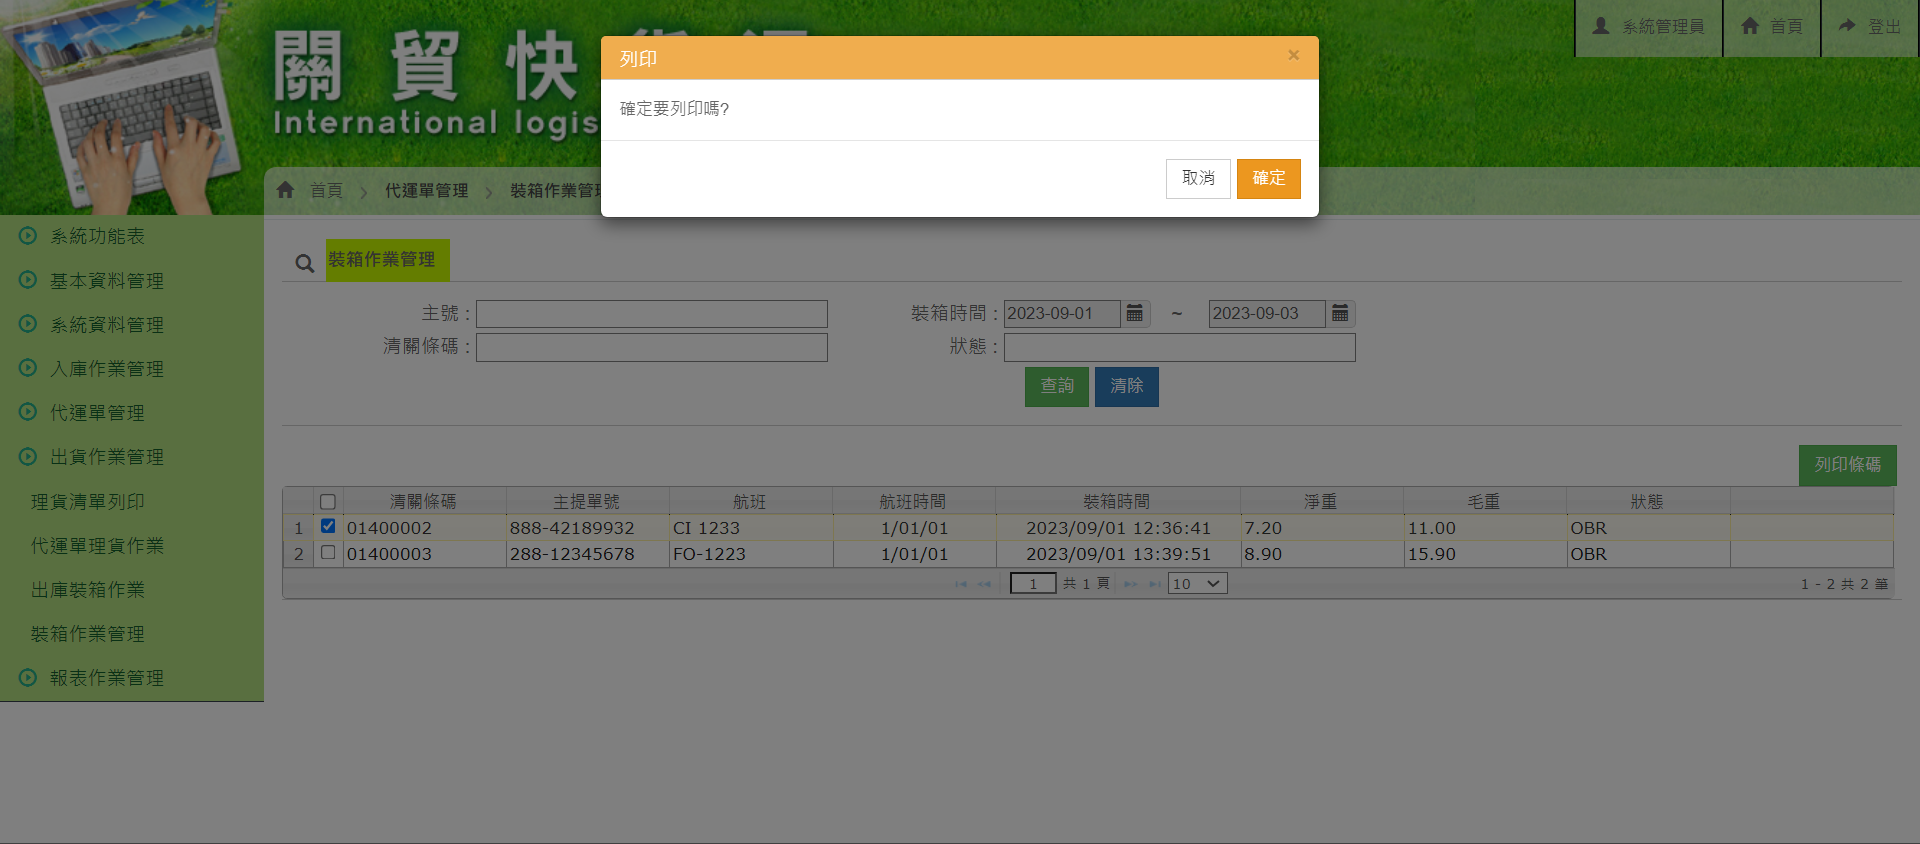 關 貿 快
International logis
系統管理員
首頁
登出
列印
×
確定要列印嗎?
取消
確定
首頁 > 代運單管理 > 裝箱作業管理
系統功能表
基本資料管理
系統資料管理
入庫作業管理
代運單管理
出貨作業管理
理貨清單列印
代運單理貨作業
出庫裝箱作業
裝箱作業管理
報表作業管理
裝箱作業管理
主號 :
裝箱時間 : 2023-09-01 ~ 2023-09-03
清關條碼 :
狀態 :
查詢 清除
列印條碼
清關條碼 主提單號 航班 航班時間 裝箱時間 淨重 毛重 狀態
1 01400002 888-42189932 CI 1233 1/01/01 2023/09/01 12:36:41 7.20 11.00 OBR
2 01400003 288-12345678 FO-1223 1/01/01 2023/09/01 13:39:51 8.90 15.90 OBR
1 共 1 頁 10 1 - 2 共 2 筆